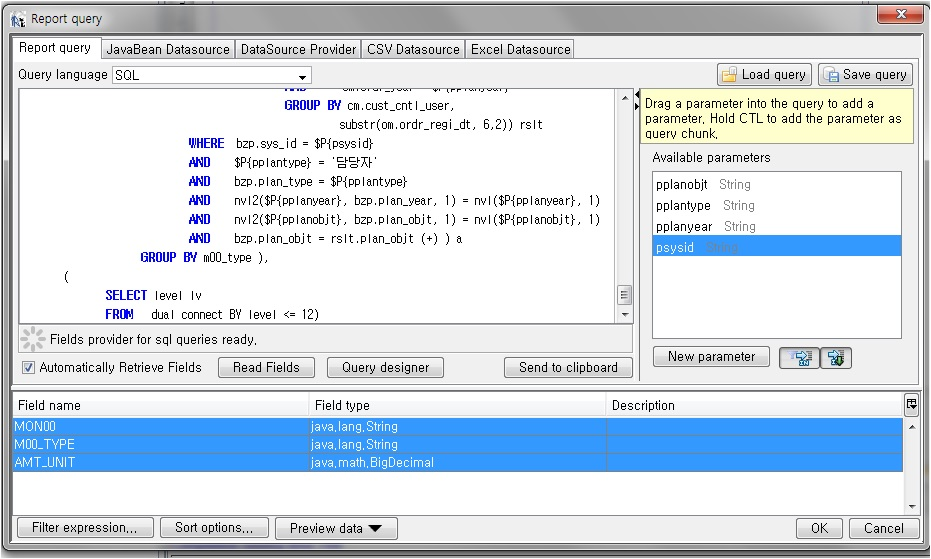 Report query
Report query JavaBean Datasource DataSource Provider CSV Datasource Excel Datasource
Query language SQL Load query Save query
GROUP BY cm.cust_cntl_user,
substr(om.ordr_regi_dt, 6,2)) rslt
WHERE bzp.sys_id = $P{psysid}
AND $P{pplantype} = '담당자'
AND bzp.plan_type = $P{pplantype}
AND nvl2($P{pplanyear}, bzp.plan_year, 1) = nvl($P{pplanyear}, 1)
AND nvl2($P{pplanobjt}, bzp.plan_objt, 1) = nvl($P{pplanobjt}, 1)
AND bzp.plan_objt = rslt.plan_objt (+) ) a
GROUP BY m00_type ),
(
SELECT level lv
FROM dual connect BY level <= 12)
Drag a parameter into the query to add a
parameter, Hold CTL to add the parameter as
query chunk,
Available parameters
pplanobjt String
pplantype String
pplanyear String
psysid String
New parameter
Fields provider for sql queries ready,
Automatically Retrieve Fields Read Fields Query designer Send to clipboard
Field name Field type Description
MON00 java,lang,String
M00_TYPE java,lang,String
AMT_UNIT java,math,BigDecimal
Filter expression,,, Sort options,,, Preview data OK Cancel